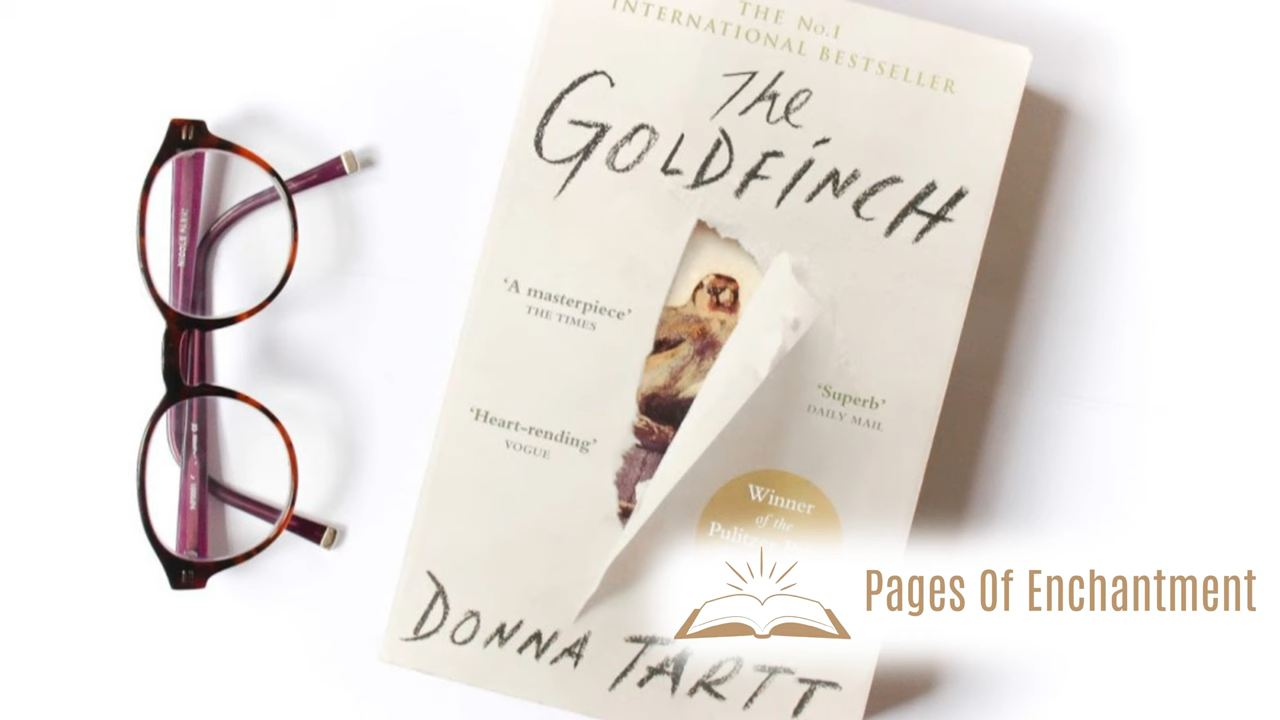 THE No.1
INTERNATIONAL BESTSELLER
The
GOLDFINCH
'A masterpiece'
THE TIMES
'Superb'
DAILY MAIL
'Heart-rending'
VOGUE
Winner
of the
DONNA TARTT
Pages Of Enchantment